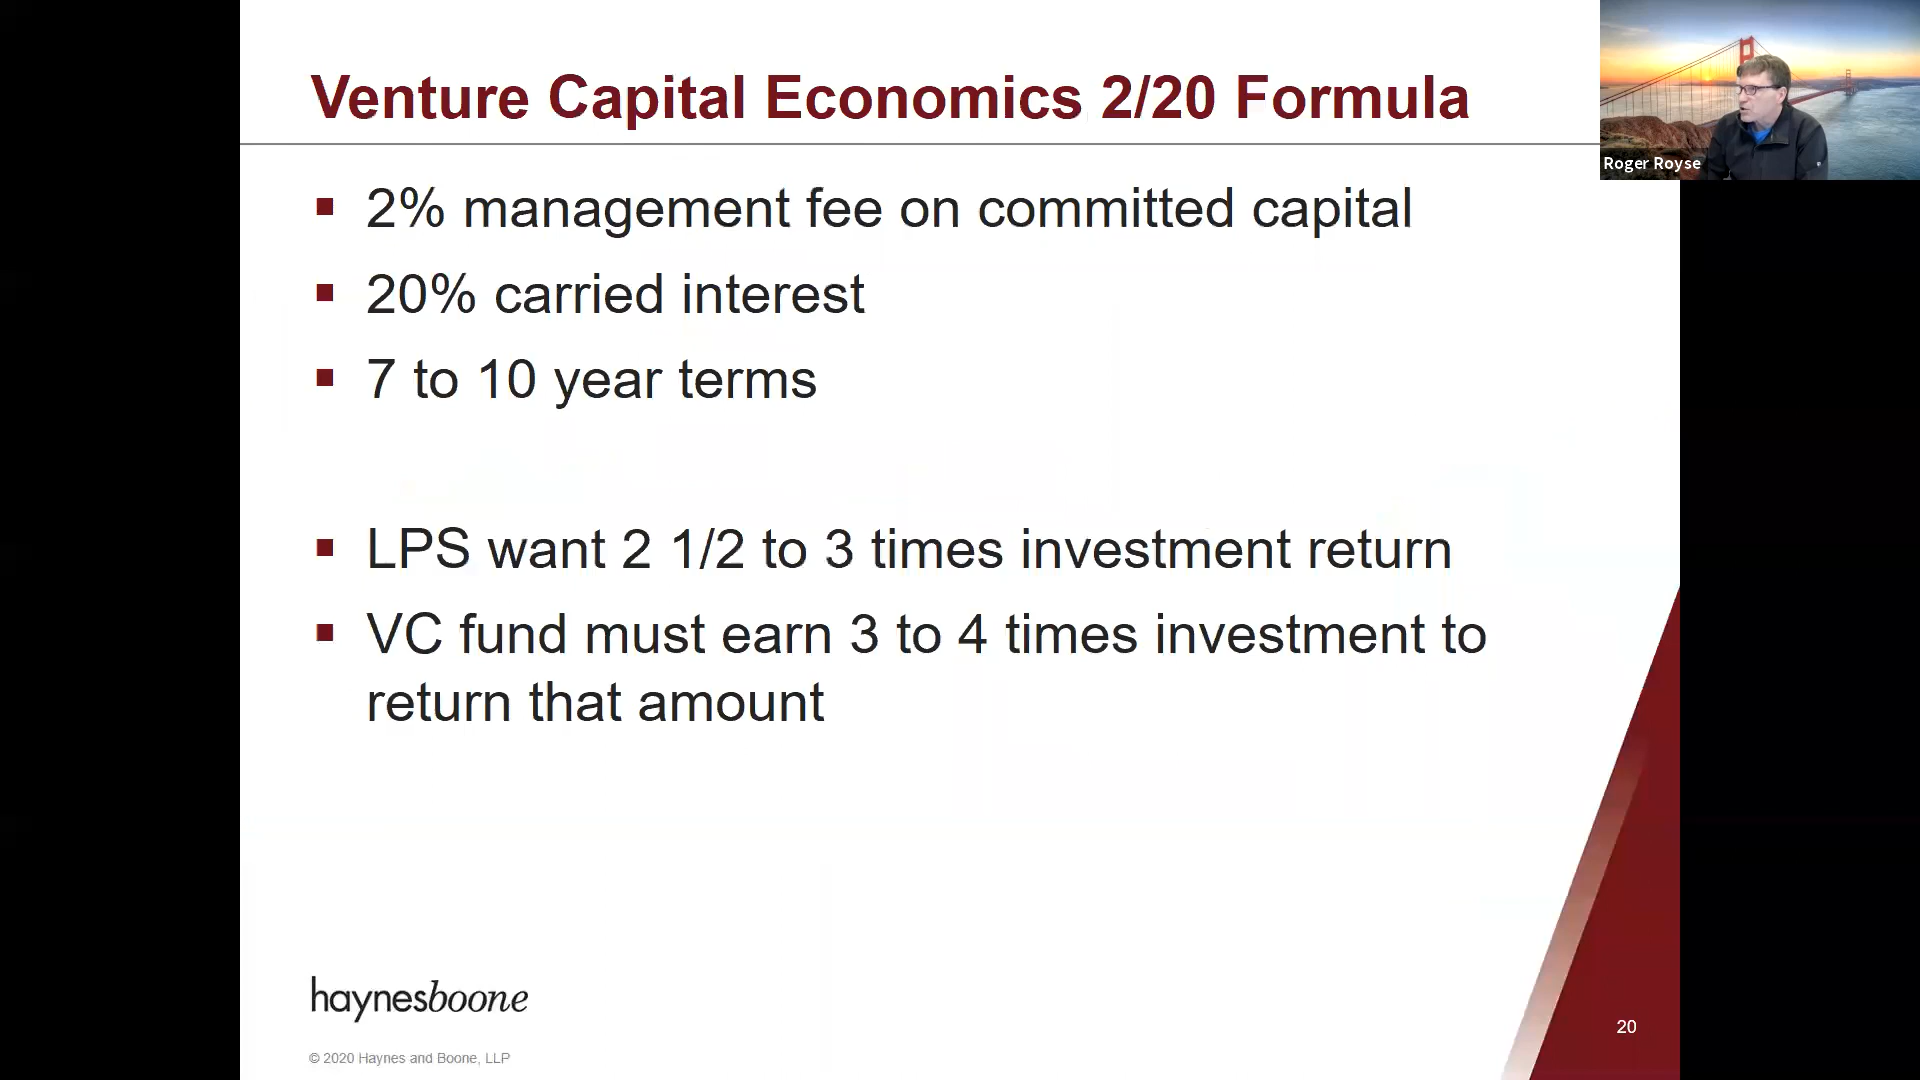 Venture Capital Economics 2/20 Formula
Roger Royse
2% management fee on committed capital
20% carried interest
7 to 10 year terms
LPS want 2 1/2 to 3 times investment return
VC fund must earn 3 to 4 times investment to
return that amount
haynesboone
20
© 2020 Haynes and Boone, LLP